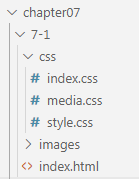 chapter07
7-1
css
# index.css
# media.css
# style.css
images
<> index.html